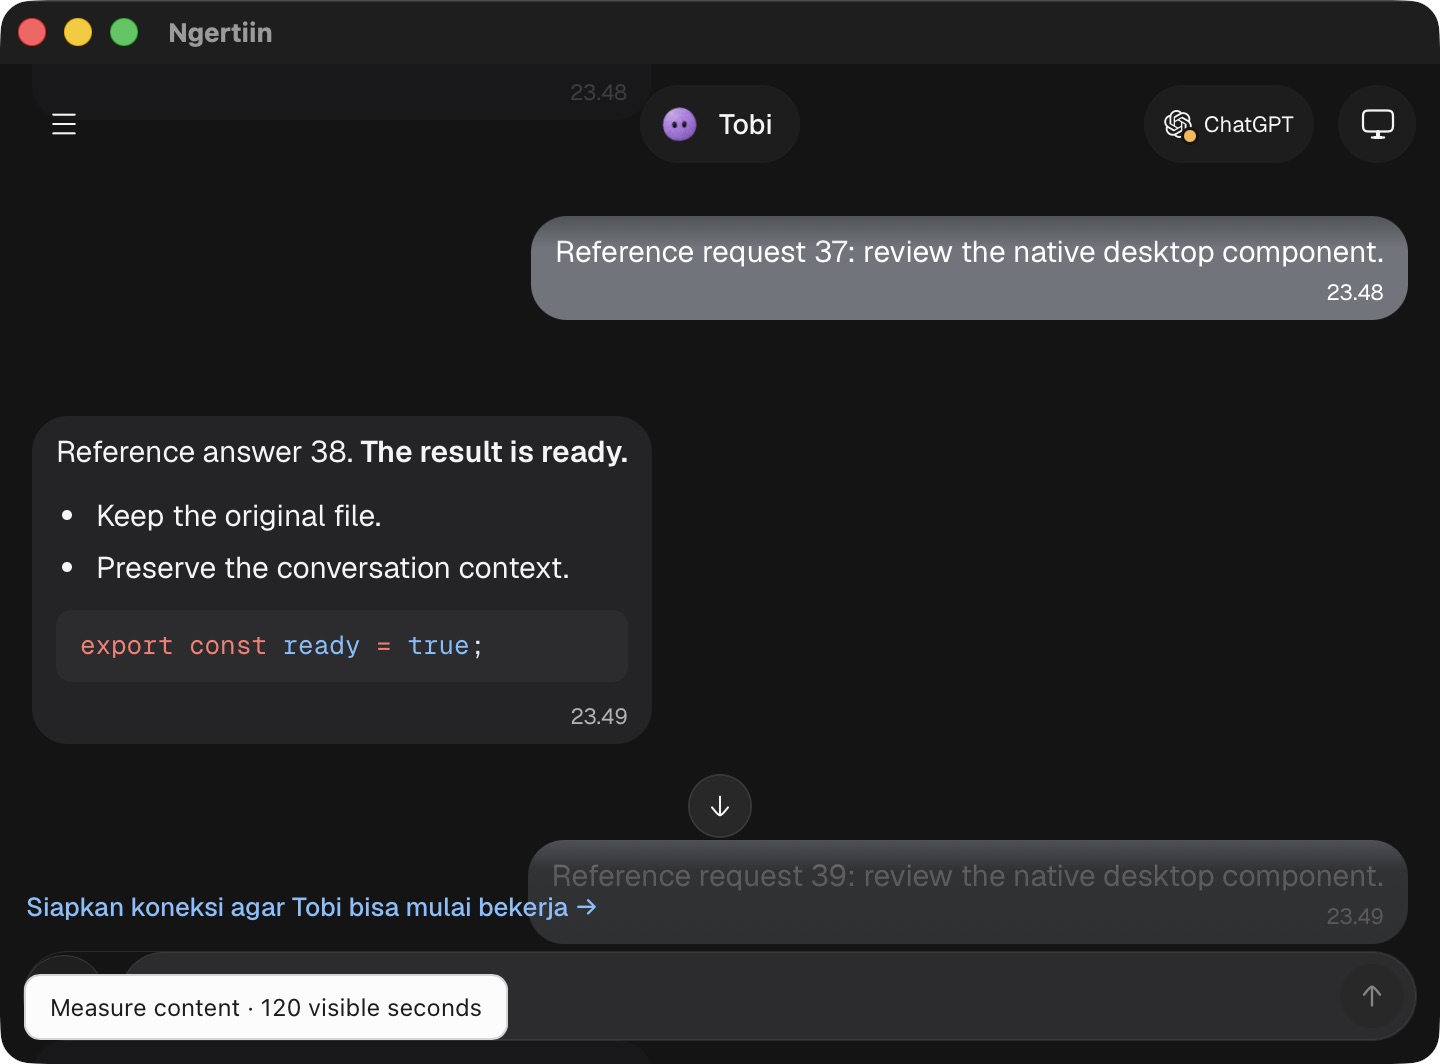 Ngertiin
23.48
Tobi
ChatGPT
Reference request 37: review the native desktop component.
23.48
Reference answer 38. The result is ready.
• Keep the original file.
• Preserve the conversation context.
export const ready = true;
23.49
Reference request 39: review the native desktop component.
23.49
Siapkan koneksi agar Tobi bisa mulai bekerja →
Measure content · 120 visible seconds